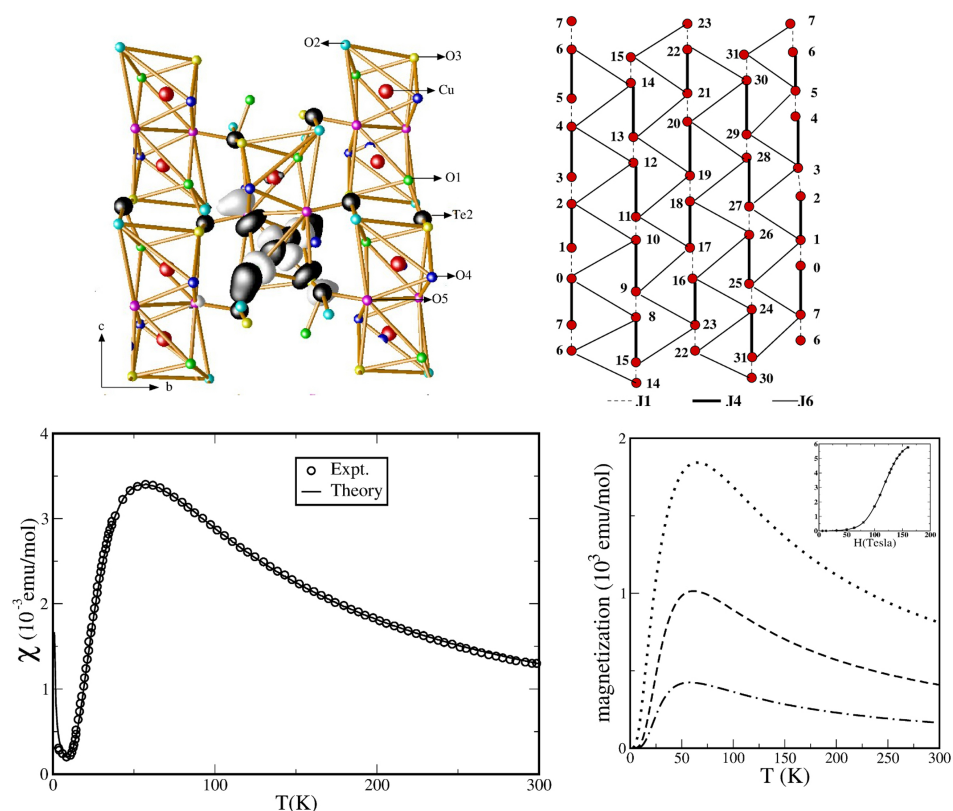 O2
O3
Cu
O1
Te2
O4
O5
c
b
7 23 7
6 15 22 31 6
14 30
5 21 5
4 13 20 29 4
12 28
3 19 3
2 11 18 27 2
10 26
1 17 1
0 9 16 25 0
8 24
7 23 7
6 15 22 31 6
14 30
J1 J4 J6
4
3
2
1
0
0 100 200 300
χ (10⁻³ emu/mol)
T(K)
Expt.
Theory
2
1
0
0 50 100 150 200 250 300
magnetization (10³ emu/mol)
T (K)
6
5
4
3
2
1
0
0 50 100 150 200
H(Tesla)